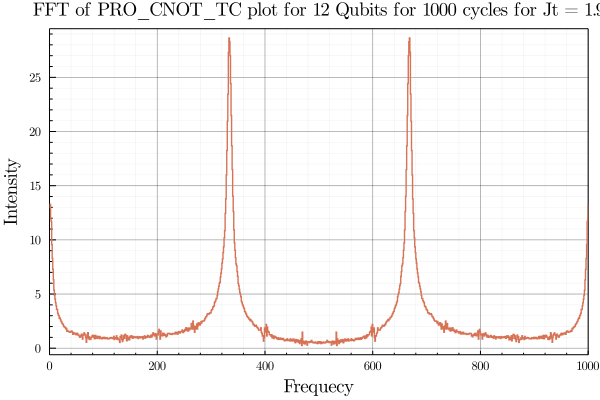 FFT of PRO_CNOT_TC plot for 12 Qubits for 1000 cycles for Jt = 1.9
Intensity
25
20
15
10
5
0
0 200 400 600 800 1000
Frequecy